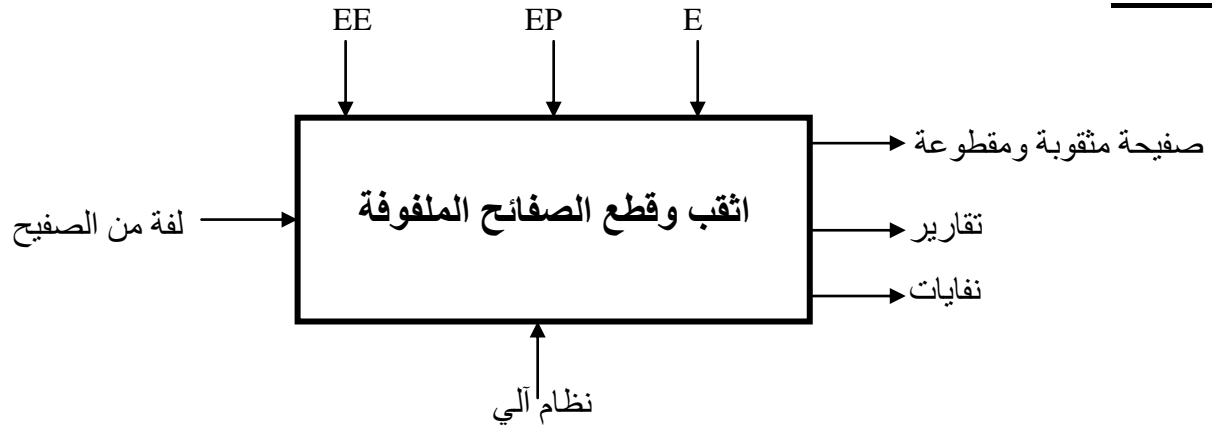 EE EP E
صفيحة مثقوبة ومقطوعة
اثقب وقطع الصفائح الملفوفة
لفة من الصفيح
تقارير
نفايات
نظام آلي